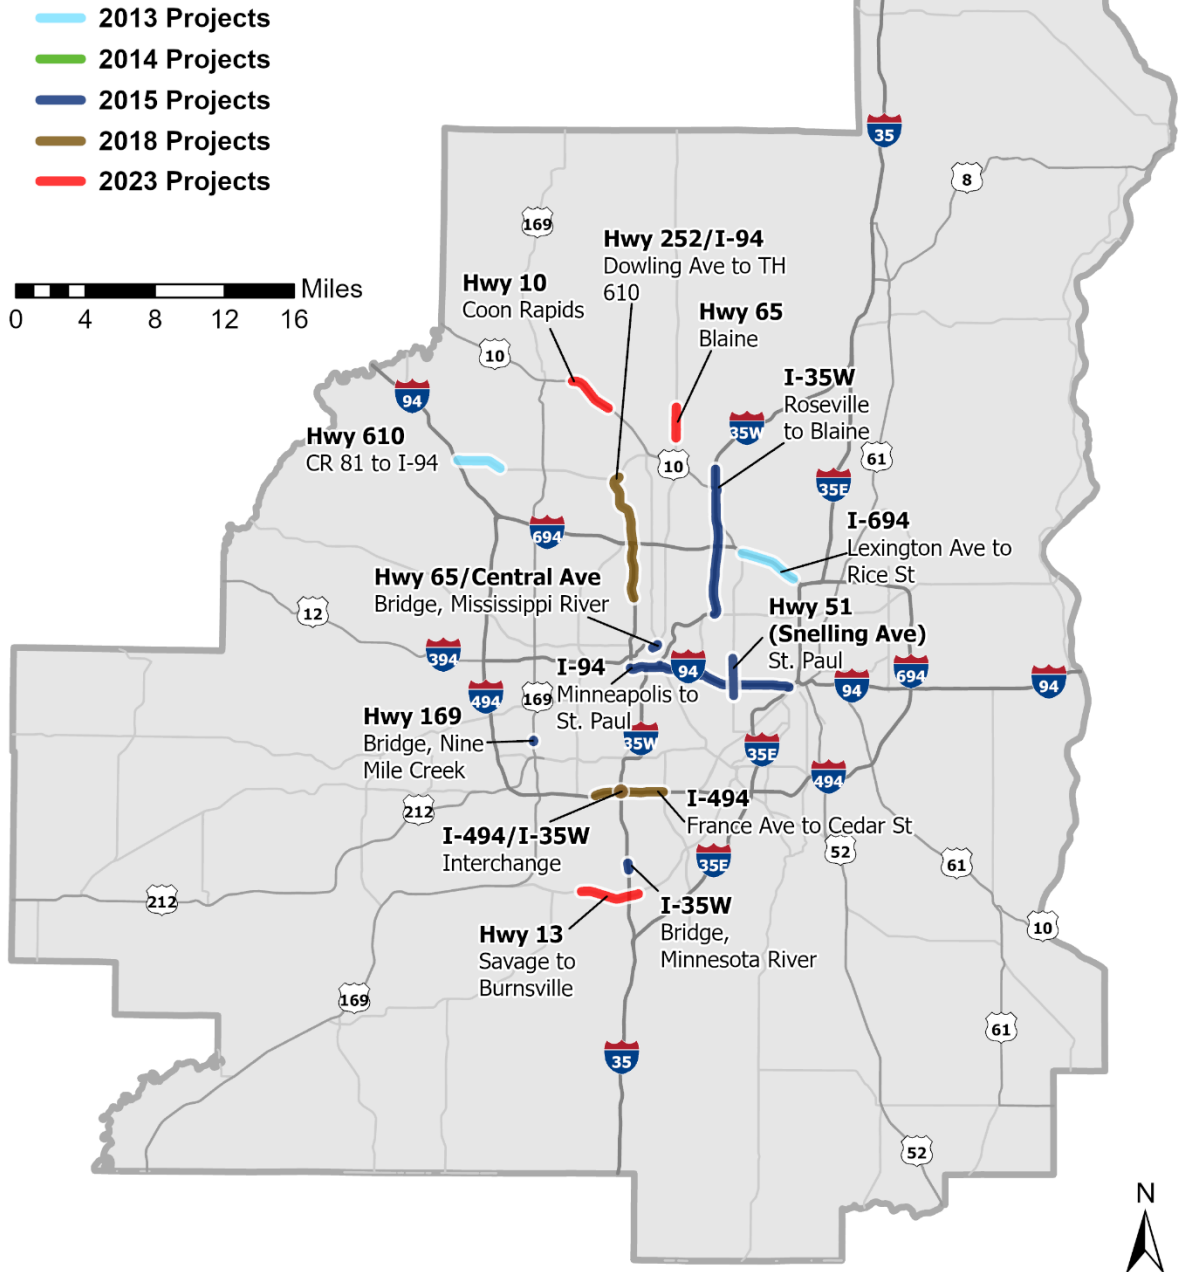 2013 Projects
2014 Projects
2015 Projects
2018 Projects
2023 Projects
Miles
0 4 8 12 16
35
8
169
Hwy 252/I-94
Dowling Ave to TH
610
Hwy 10
Coon Rapids
Hwy 65
Blaine
10
I-35W
Roseville
to Blaine
94
35W
Hwy 610
CR 81 to I-94
10
61
35E
694
I-694
Lexington Ave to
Rice St
Hwy 65/Central Ave
Bridge, Mississippi River
12
Hwy 51
(Snelling Ave)
St. Paul
394
I-94
Minneapolis to
St. Paul
94
694
94
94
494
169
Hwy 169
Bridge, Nine
Mile Creek
35W
35E
494
212
I-494
France Ave to Cedar St
I-494/I-35W
Interchange
52
35E
61
212
I-35W
Bridge,
Minnesota River
10
Hwy 13
Savage to
Burnsville
169
61
35
52
N